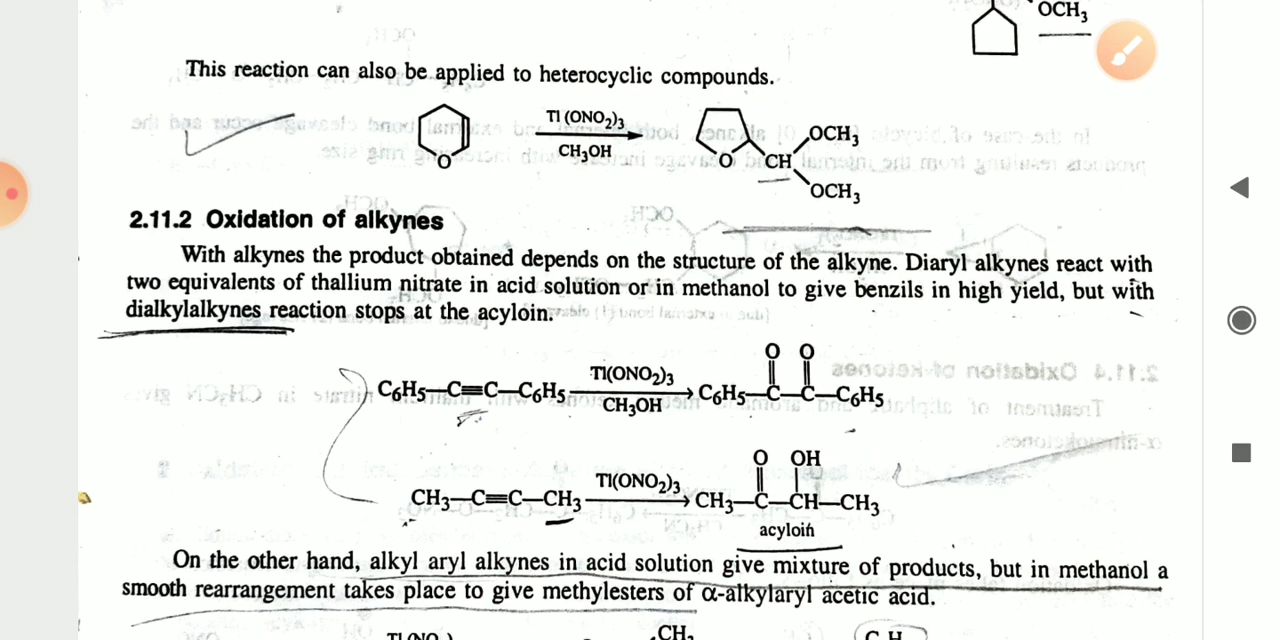 OCH3
This reaction can also be applied to heterocyclic compounds.
Tl (ONO2)3
CH3OH
O
O
CH
OCH3
OCH3
2.11.2 Oxidation of alkynes
With alkynes the product obtained depends on the structure of the alkyne. Diaryl alkynes react with
two equivalents of thallium nitrate in acid solution or in methanol to give benzils in high yield, but with
dialkylalkynes reaction stops at the acyloin.
O O
C6H5—C≡C—C6H5 Tl(ONO2)3 CH3OH → C6H5—C—C—C6H5
O OH
CH3—C≡C—CH3 Tl(ONO2)3 → CH3—C—CH—CH3
acyloin
On the other hand, alkyl aryl alkynes in acid solution give mixture of products, but in methanol a
smooth rearrangement takes place to give methylesters of α-alkylaryl acetic acid.
CH3